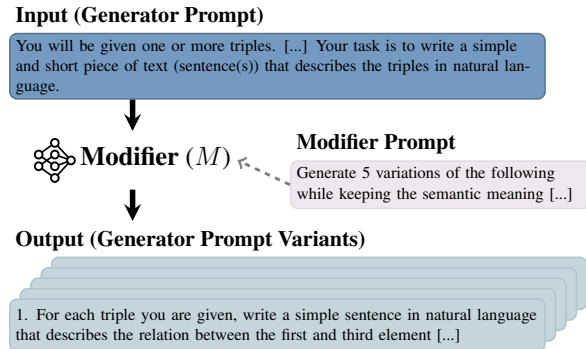 Input (Generator Prompt)
You will be given one or more triples. [...] Your task is to write a simple
and short piece of text (sentence(s)) that describes the triples in natural lan-
guage.
Modifier (M)
Modifier Prompt
Generate 5 variations of the following
while keeping the semantic meaning [...]
Output (Generator Prompt Variants)
1. For each triple you are given, write a simple sentence in natural language
that describes the relation between the first and third element [...]